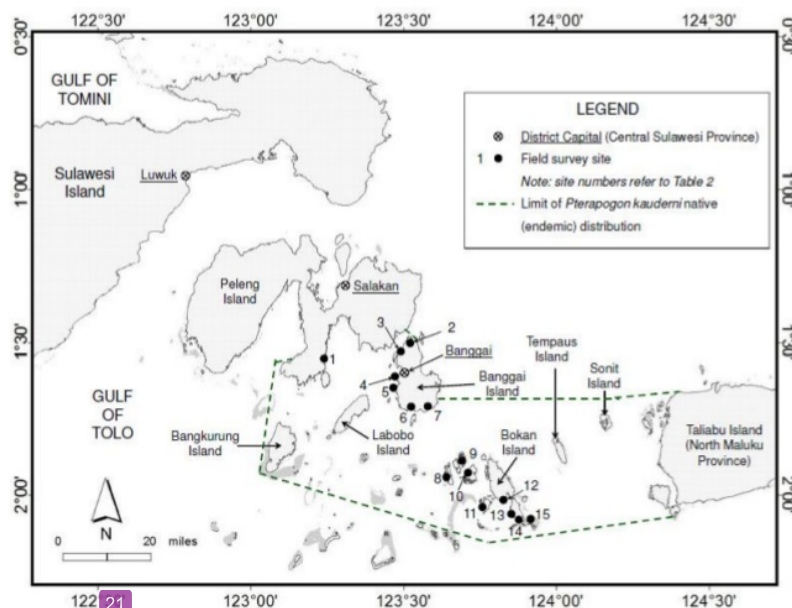 122°30' 123°00' 123°30' 124°00' 124°30'
0°30' 0°30'
GULF OF
TOMINI
LEGEND
District Capital (Central Sulawesi Province)
1 Field survey site
Note: site numbers refer to Table 2
Limit of Pterapogon kauderni native
(endemic) distribution
Sulawesi
Island
Luwuk
1°00' 1°00'
Peleng
Island
Salakan
3 2
1°30' 1°30'
1
Banggai
Tempaus
Island
Sonit
Island
4
5
Banggai
Island
6 7
GULF
OF
TOLO
Bangkurung
Island
Labobo
Island
Bokan
Island
Taliabu Island
(North Maluku
Province)
9
8
10
12
2°00' 2°00'
11 13 14 15
N
0 20 miles
122°30' 123°00' 123°30' 124°00' 124°30'
21